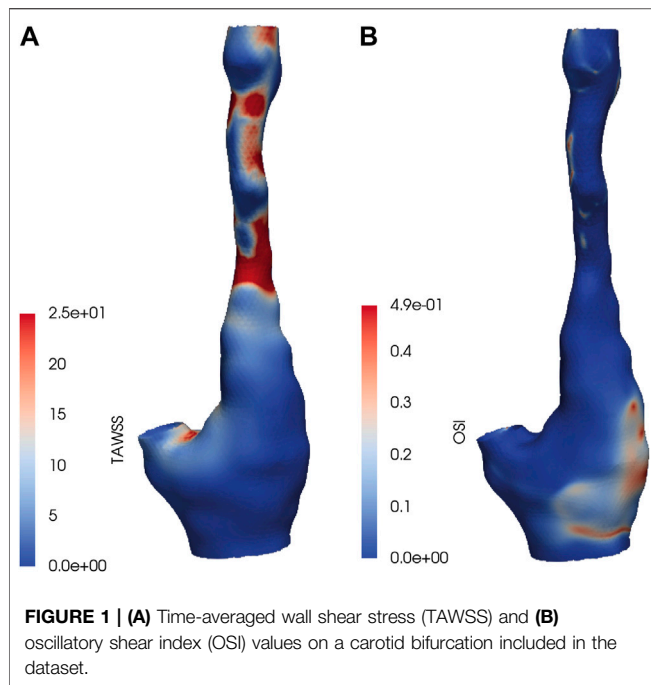 A
B
2.5e+01
20
15
10
5
0.0e+00
TAWSS
4.9e-01
0.4
0.3
0.2
0.1
0.0e+00
OSI
FIGURE 1 | (A) Time-averaged wall shear stress (TAWSS) and (B)
oscillatory shear index (OSI) values on a carotid bifurcation included in the
dataset.